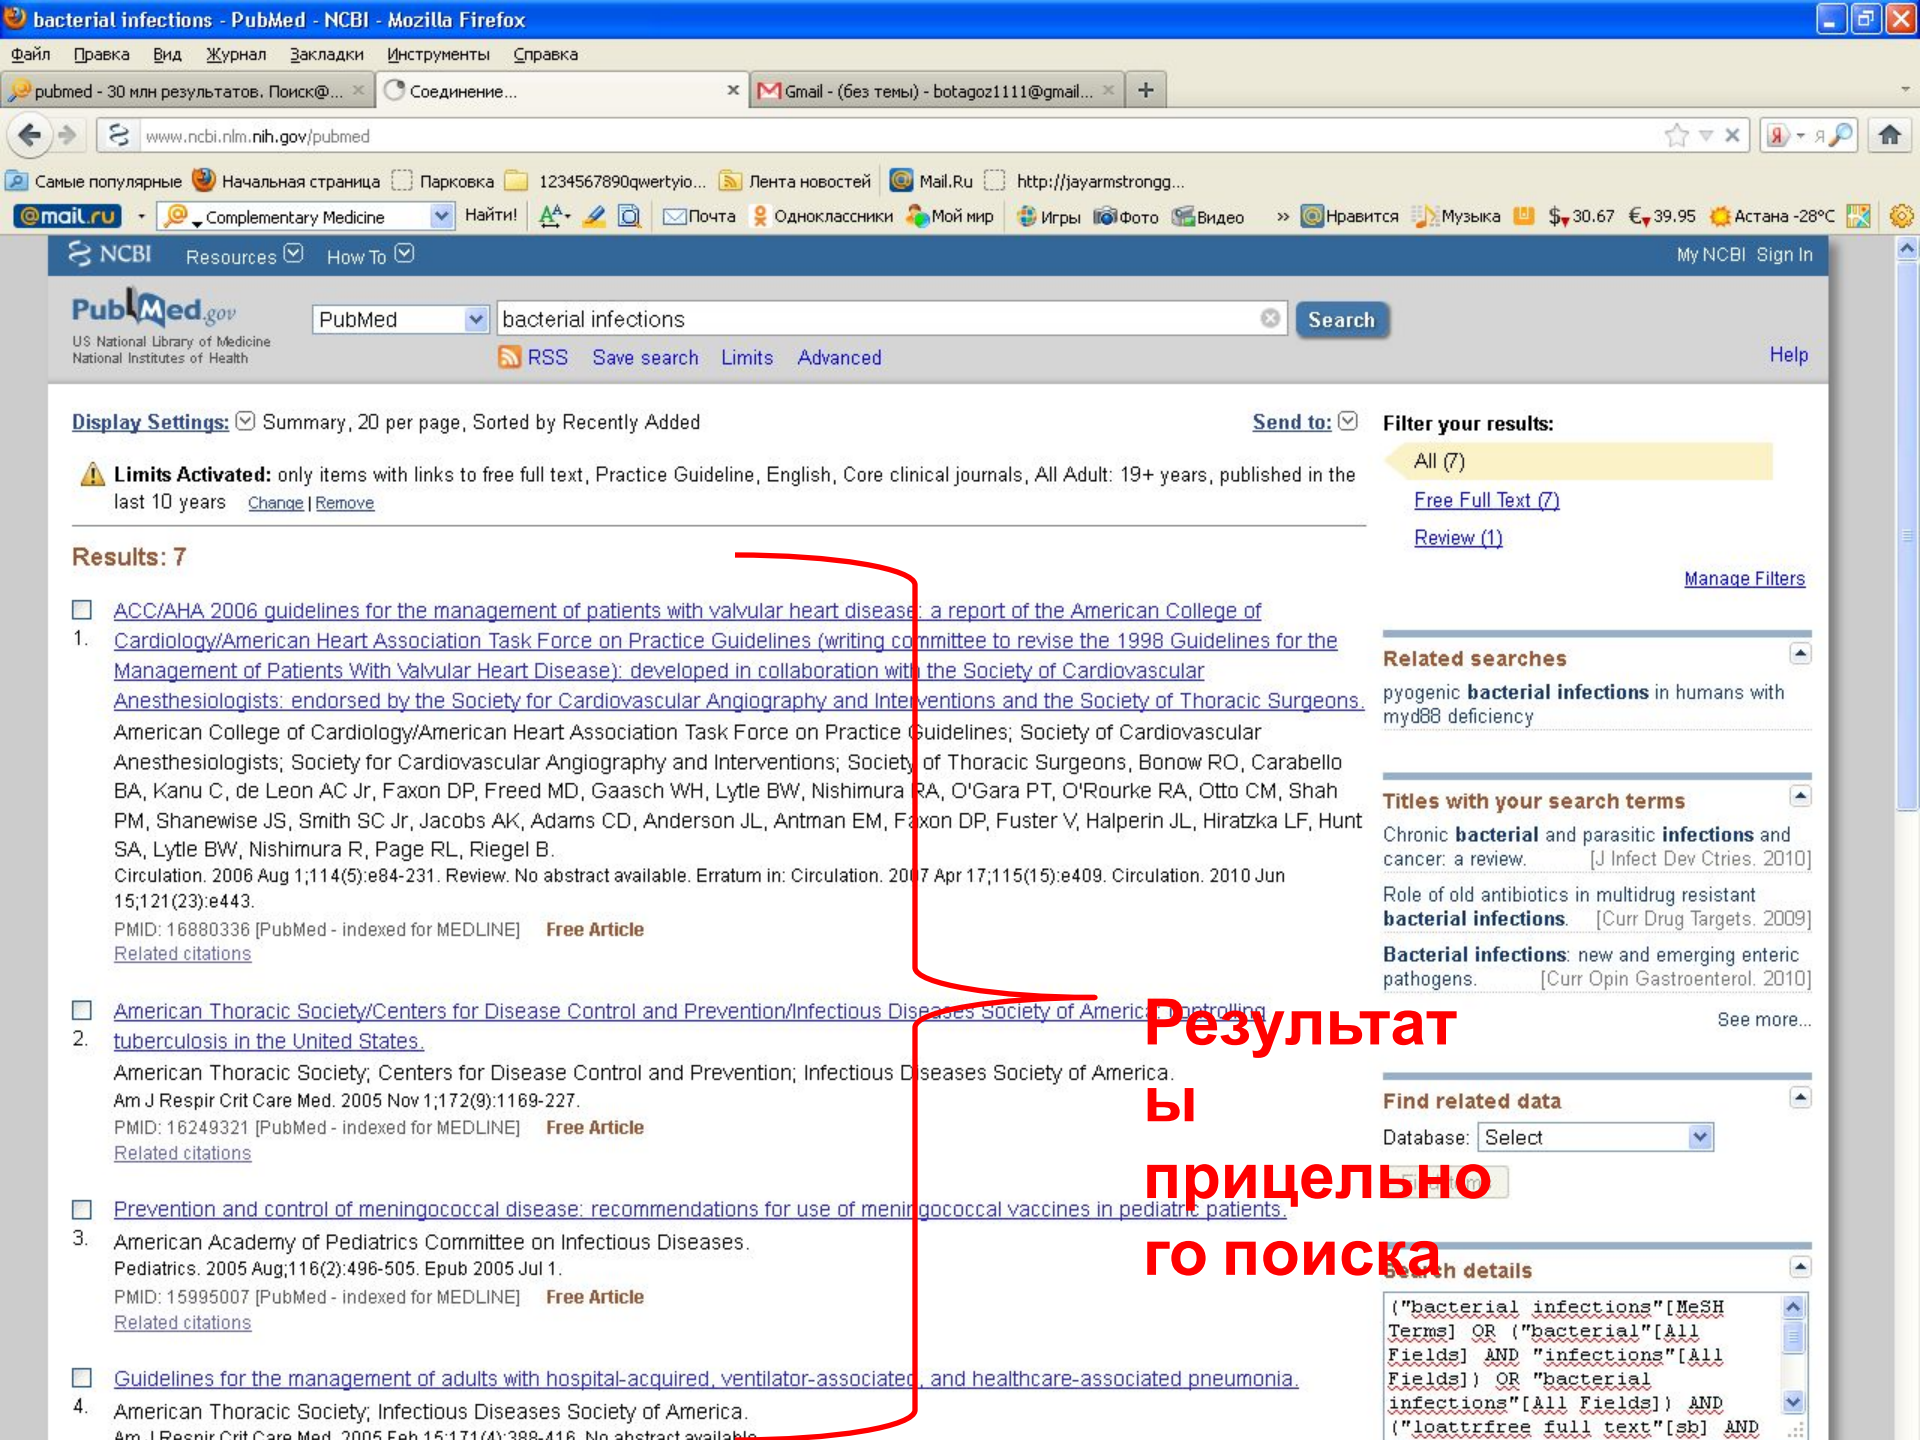 bacterial infections - PubMed - NCBI - Mozilla Firefox
Файл Правка Вид Журнал Закладки Инструменты Справка
pubmed - 30 млн результатов. Поиск@... Соединение... Gmail - (без темы) - botagoz1111@gmail...
www.ncbi.nlm.nih.gov/pubmed
Самые популярные Начальная страница Парковка 1234567890qwertyio... Лента новостей Mail.Ru http://jayarmstrongg...
@mail.ru Complementary Medicine Найти! Почта Одноклассники Мой мир Игры Фото Видео » Нравится Музыка $ 30.67 € 39.95 Астана -28°C
NCBI Resources How To My NCBI Sign In
PubMed.gov PubMed bacterial infections Search
US National Library of Medicine
National Institutes of Health
RSS Save search Limits Advanced Help
Display Settings: Summary, 20 per page, Sorted by Recently Added Send to:
Limits Activated: only items with links to free full text, Practice Guideline, English, Core clinical journals, All Adult: 19+ years, published in the
last 10 years Change | Remove
Results: 7
ACC/AHA 2006 guidelines for the management of patients with valvular heart disease: a report of the American College of
1. Cardiology/American Heart Association Task Force on Practice Guidelines (writing committee to revise the 1998 Guidelines for the
Management of Patients With Valvular Heart Disease): developed in collaboration with the Society of Cardiovascular
Anesthesiologists: endorsed by the Society for Cardiovascular Angiography and Interventions and the Society of Thoracic Surgeons.
American College of Cardiology/American Heart Association Task Force on Practice Guidelines; Society of Cardiovascular
Anesthesiologists; Society for Cardiovascular Angiography and Interventions; Society of Thoracic Surgeons, Bonow RO, Carabello
BA, Kanu C, de Leon AC Jr, Faxon DP, Freed MD, Gaasch WH, Lytle BW, Nishimura RA, O'Gara PT, O'Rourke RA, Otto CM, Shah
PM, Shanewise JS, Smith SC Jr, Jacobs AK, Adams CD, Anderson JL, Antman EM, Faxon DP, Fuster V, Halperin JL, Hiratzka LF, Hunt
SA, Lytle BW, Nishimura R, Page RL, Riegel B.
Circulation. 2006 Aug 1;114(5):e84-231. Review. No abstract available. Erratum in: Circulation. 2007 Apr 17;115(15):e409. Circulation. 2010 Jun
15;121(23):e443.
PMID: 16880336 [PubMed - indexed for MEDLINE] Free Article
Related citations
American Thoracic Society/Centers for Disease Control and Prevention/Infectious Diseases Society of America: controlling
2. tuberculosis in the United States.
American Thoracic Society; Centers for Disease Control and Prevention; Infectious Diseases Society of America.
Am J Respir Crit Care Med. 2005 Nov 1;172(9):1169-227.
PMID: 16249321 [PubMed - indexed for MEDLINE] Free Article
Related citations
Prevention and control of meningococcal disease: recommendations for use of meningococcal vaccines in pediatric patients.
3. American Academy of Pediatrics Committee on Infectious Diseases.
Pediatrics. 2005 Aug;116(2):496-505. Epub 2005 Jul 1.
PMID: 15995007 [PubMed - indexed for MEDLINE] Free Article
Related citations
Guidelines for the management of adults with hospital-acquired, ventilator-associated, and healthcare-associated pneumonia.
4. American Thoracic Society; Infectious Diseases Society of America.
Am J Respir Crit Care Med. 2005 Feb 15;171(4):388-416. No abstract available.
Результат
ы
прицельно
го поиска
Filter your results:
All (7)
Free Full Text (7)
Review (1)
Manage Filters
Related searches
pyogenic bacterial infections in humans with
myd88 deficiency
Titles with your search terms
Chronic bacterial and parasitic infections and
cancer: a review. [J Infect Dev Ctries. 2010]
Role of old antibiotics in multidrug resistant
bacterial infections. [Curr Drug Targets. 2009]
Bacterial infections: new and emerging enteric
pathogens. [Curr Opin Gastroenterol. 2010]
See more...
Find related data
Database: Select
Search details
("bacterial infections"[MeSH
Terms] OR ("bacterial"[All
Fields] AND "infections"[All
Fields]) OR "bacterial
infections"[All Fields]) AND
("loattrfree full text"[sb] AND